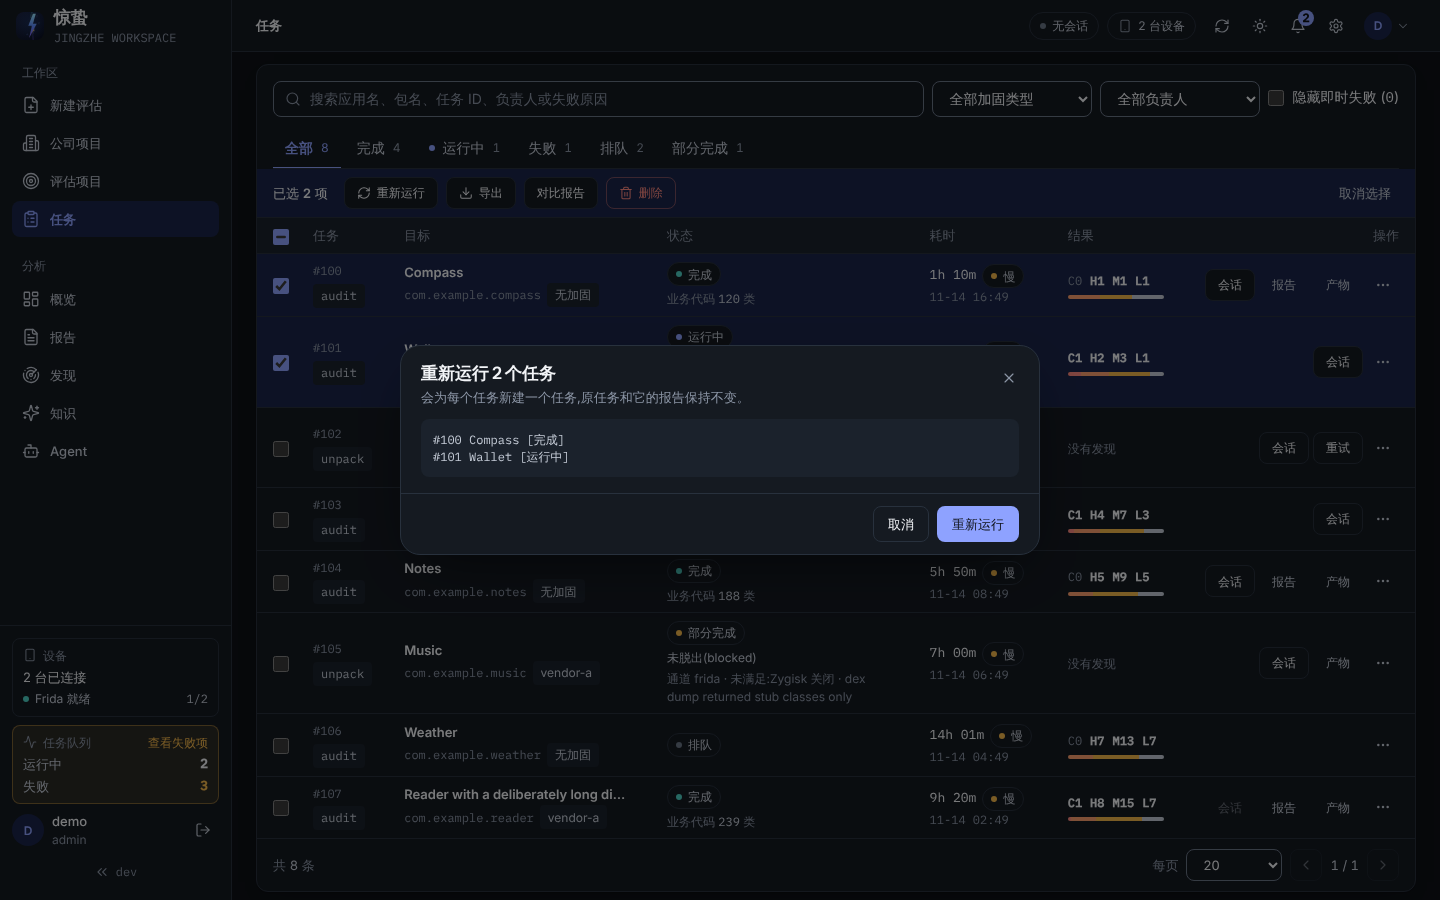 惊蛰
JINGZHE WORKSPACE
工作区
新建评估
公司项目
评估项目
任务
分析
概览
报告
发现
知识
Agent
设备
2 台已连接
Frida 就绪 1/2
任务队列 查看失败项
运行中 2
失败 3
D demo
admin
dev
任务
无会话 2 台设备 2 D
搜索应用名、包名、任务 ID、负责人或失败原因 全部加固类型 全部负责人 隐藏即时失败 (0)
全部 8 完成 4 运行中 1 失败 1 排队 2 部分完成 1
已选 2 项 重新运行 导出 对比报告 删除 取消选择
任务 目标 状态 耗时 结果 操作
#100 Compass 完成 1h 10m 慢 C0 H1 M1 L1 会话 报告 产物 ···
audit com.example.compass 无加固 业务代码 120 类 11-14 16:49
#101 运行中 C1 H2 M3 L1 会话 ···
audit
重新运行 2 个任务
会为每个任务新建一个任务,原任务和它的报告保持不变。
#100 Compass [完成]
#101 Wallet [运行中]
取消 重新运行
#102 没有发现 会话 重试 ···
unpack
#103 C1 H4 M7 L3 会话 ···
audit
#104 Notes 完成 5h 50m 慢 C0 H5 M9 L5 会话 报告 产物 ···
audit com.example.notes 无加固 业务代码 188 类 11-14 08:49
#105 Music 部分完成 7h 00m 慢 没有发现 会话 产物 ···
unpack com.example.music vendor-a 未脱出(blocked) 11-14 06:49
通道 frida · 未满足:Zygisk 关闭 · dex
dump returned stub classes only
#106 Weather 排队 14h 01m 慢 C0 H7 M13 L7 ···
audit com.example.weather 无加固 11-14 04:49
#107 Reader with a deliberately long di... 完成 9h 20m 慢 C1 H8 M15 L7 会话 报告 产物 ···
audit com.example.reader vendor-a 业务代码 239 类 11-14 02:49
共 8 条 每页 20 1 / 1